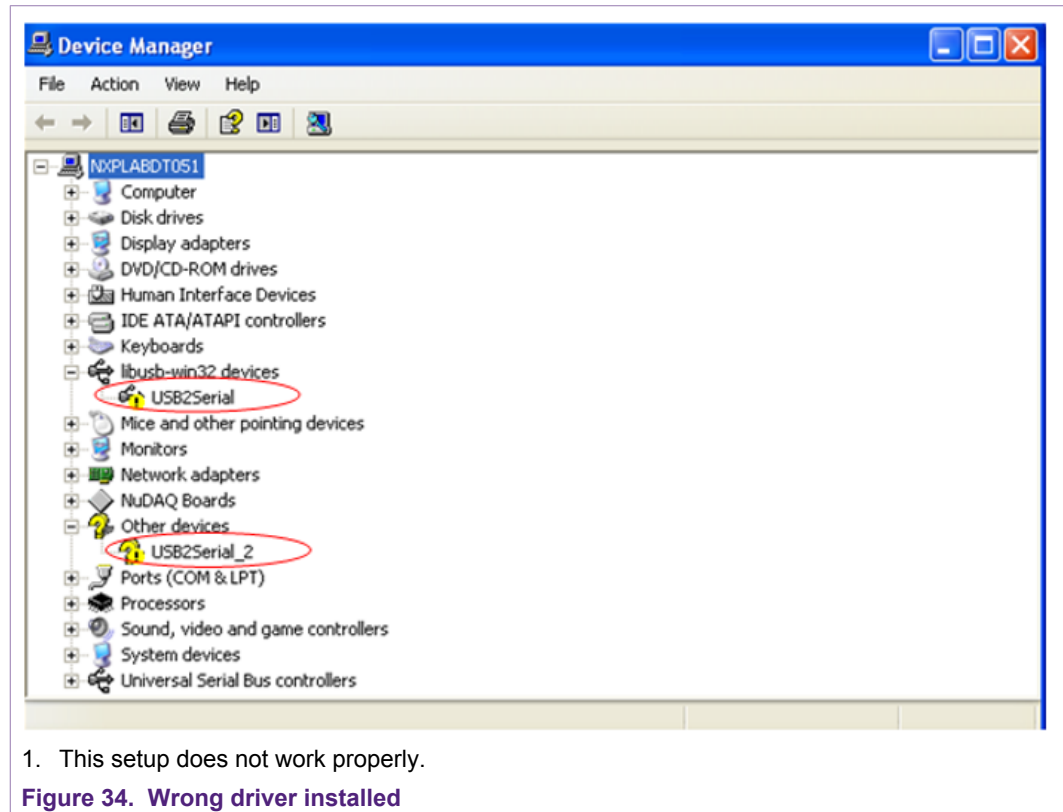 Device Manager
File Action View Help
NXPLABDT051
Computer
Disk drives
Display adapters
DVD/CD-ROM drives
Human Interface Devices
IDE ATA/ATAPI controllers
Keyboards
libusb-win32 devices
USB2Serial
Mice and other pointing devices
Monitors
Network adapters
NuDAQ Boards
Other devices
USB2Serial_2
Ports (COM & LPT)
Processors
Sound, video and game controllers
System devices
Universal Serial Bus controllers
1. This setup does not work properly.
Figure 34. Wrong driver installed